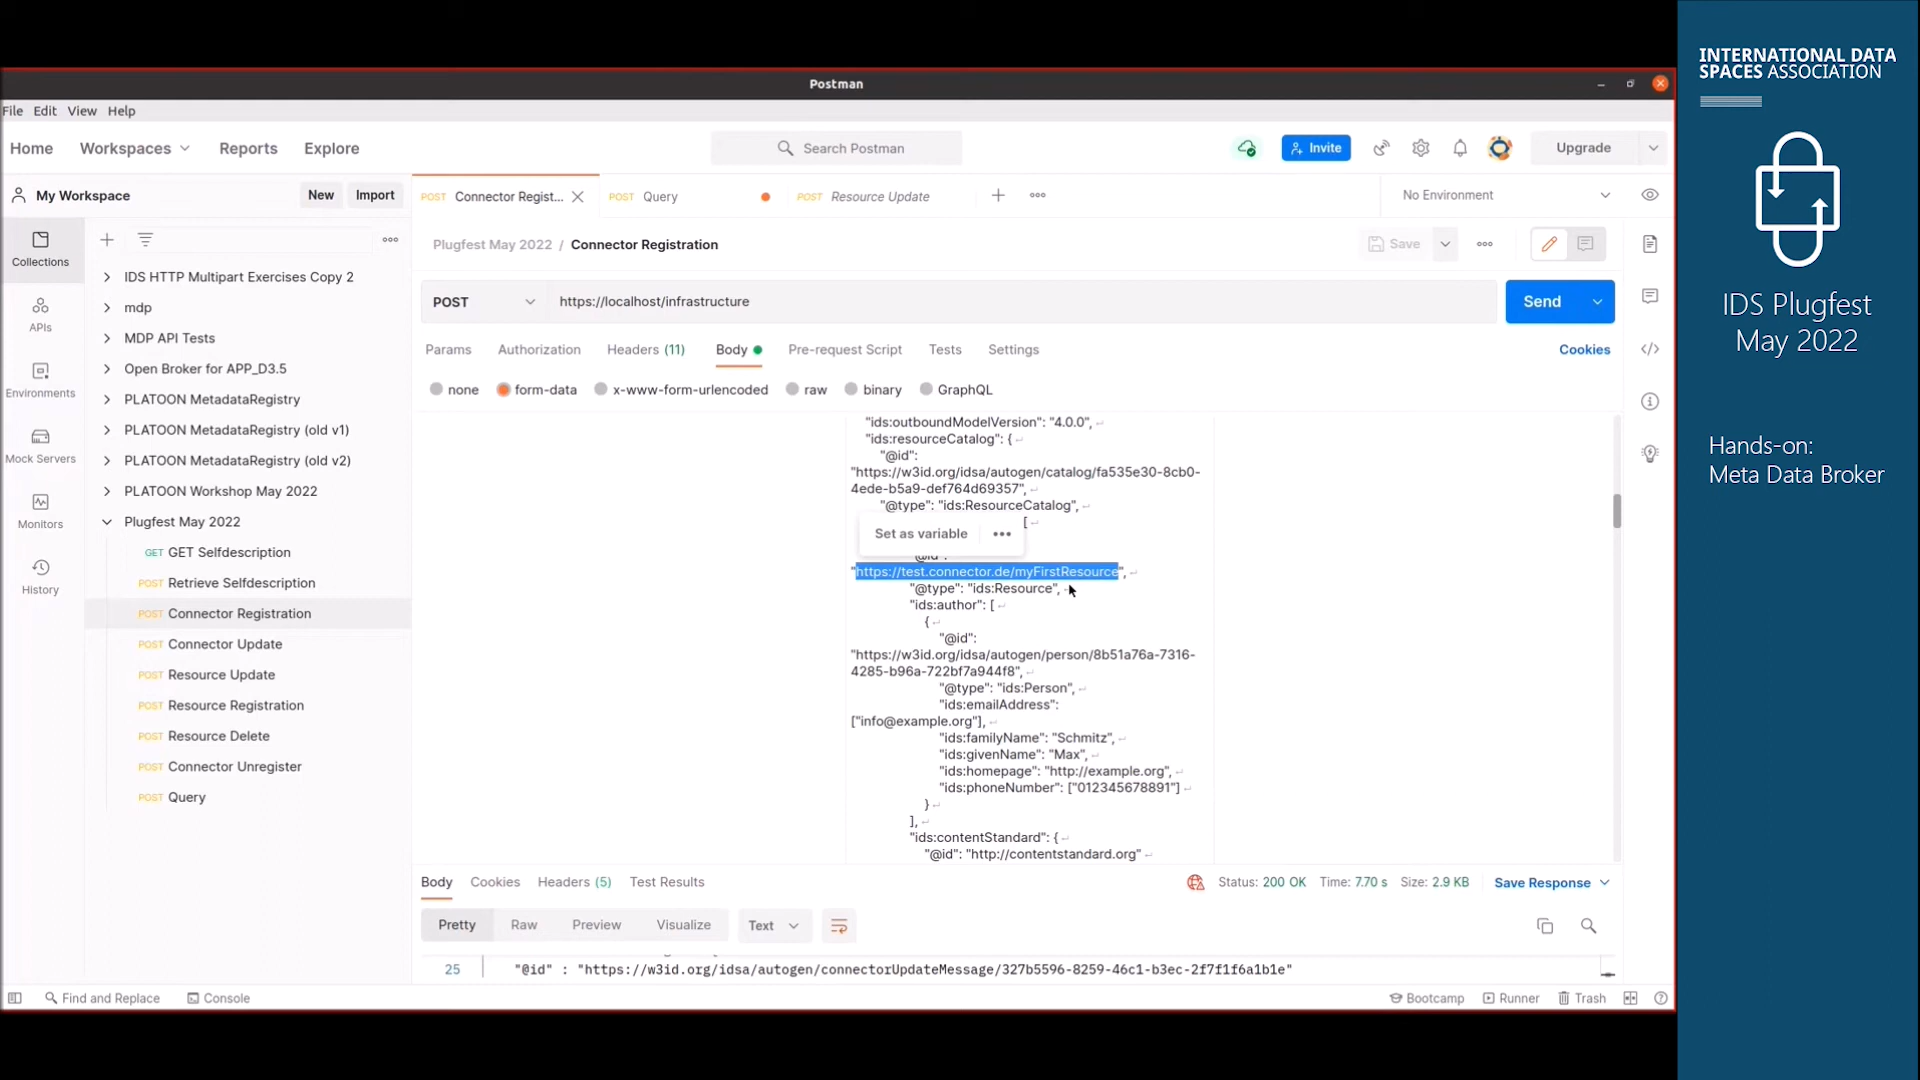 Postman
File Edit View Help
Home Workspaces Reports Explore
Search Postman
Invite
Upgrade
My Workspace
New Import
POST Connector Regist...
POST Query
POST Resource Update
No Environment
Collections
APIs
Environments
Mock Servers
Monitors
History
IDS HTTP Multipart Exercises Copy 2
mdp
MDP API Tests
Open Broker for APP_D3.5
PLATOON MetadataRegistry
PLATOON MetadataRegistry (old v1)
PLATOON MetadataRegistry (old v2)
PLATOON Workshop May 2022
Plugfest May 2022
GET GET Selfdescription
POST Retrieve Selfdescription
POST Connector Registration
POST Connector Update
POST Resource Update
POST Resource Registration
POST Resource Delete
POST Connector Unregister
POST Query
Plugfest May 2022 / Connector Registration
Save
POST https://localhost/infrastructure
Send
Params Authorization Headers (11) Body Pre-request Script Tests Settings
Cookies
none form-data x-www-form-urlencoded raw binary GraphQL
"ids:outboundModelVersion": "4.0.0",
"ids:resourceCatalog": {
"@id":
"https://w3id.org/idsa/autogen/catalog/fa535e30-8cb0-
4ede-b5a9-def764d69357",
"@type": "ids:ResourceCatalog",
[
Set as variable
"@id":
"https://test.connector.de/myFirstResource",
"@type": "ids:Resource",
"ids:author": [
{
"@id":
"https://w3id.org/idsa/autogen/person/8b51a76a-7316-
4285-b96a-722bf7a944f8",
"@type": "ids:Person",
"ids:emailAddress":
["info@example.org"],
"ids:familyName": "Schmitz",
"ids:givenName": "Max",
"ids:homepage": "http://example.org",
"ids:phoneNumber": ["012345678891"]
}
],
"ids:contentStandard": {
"@id": "http://contentstandard.org"
Body Cookies Headers (5) Test Results
Status: 200 OK Time: 7.70 s Size: 2.9 KB Save Response
Pretty Raw Preview Visualize Text
25 "@id" : "https://w3id.org/idsa/autogen/connectorUpdateMessage/327b5596-8259-46c1-b3ec-2f7f1f6a1b1e"
Find and Replace Console
Bootcamp Runner Trash
INTERNATIONAL DATA
SPACES ASSOCIATION
IDS Plugfest
May 2022
Hands-on:
Meta Data Broker